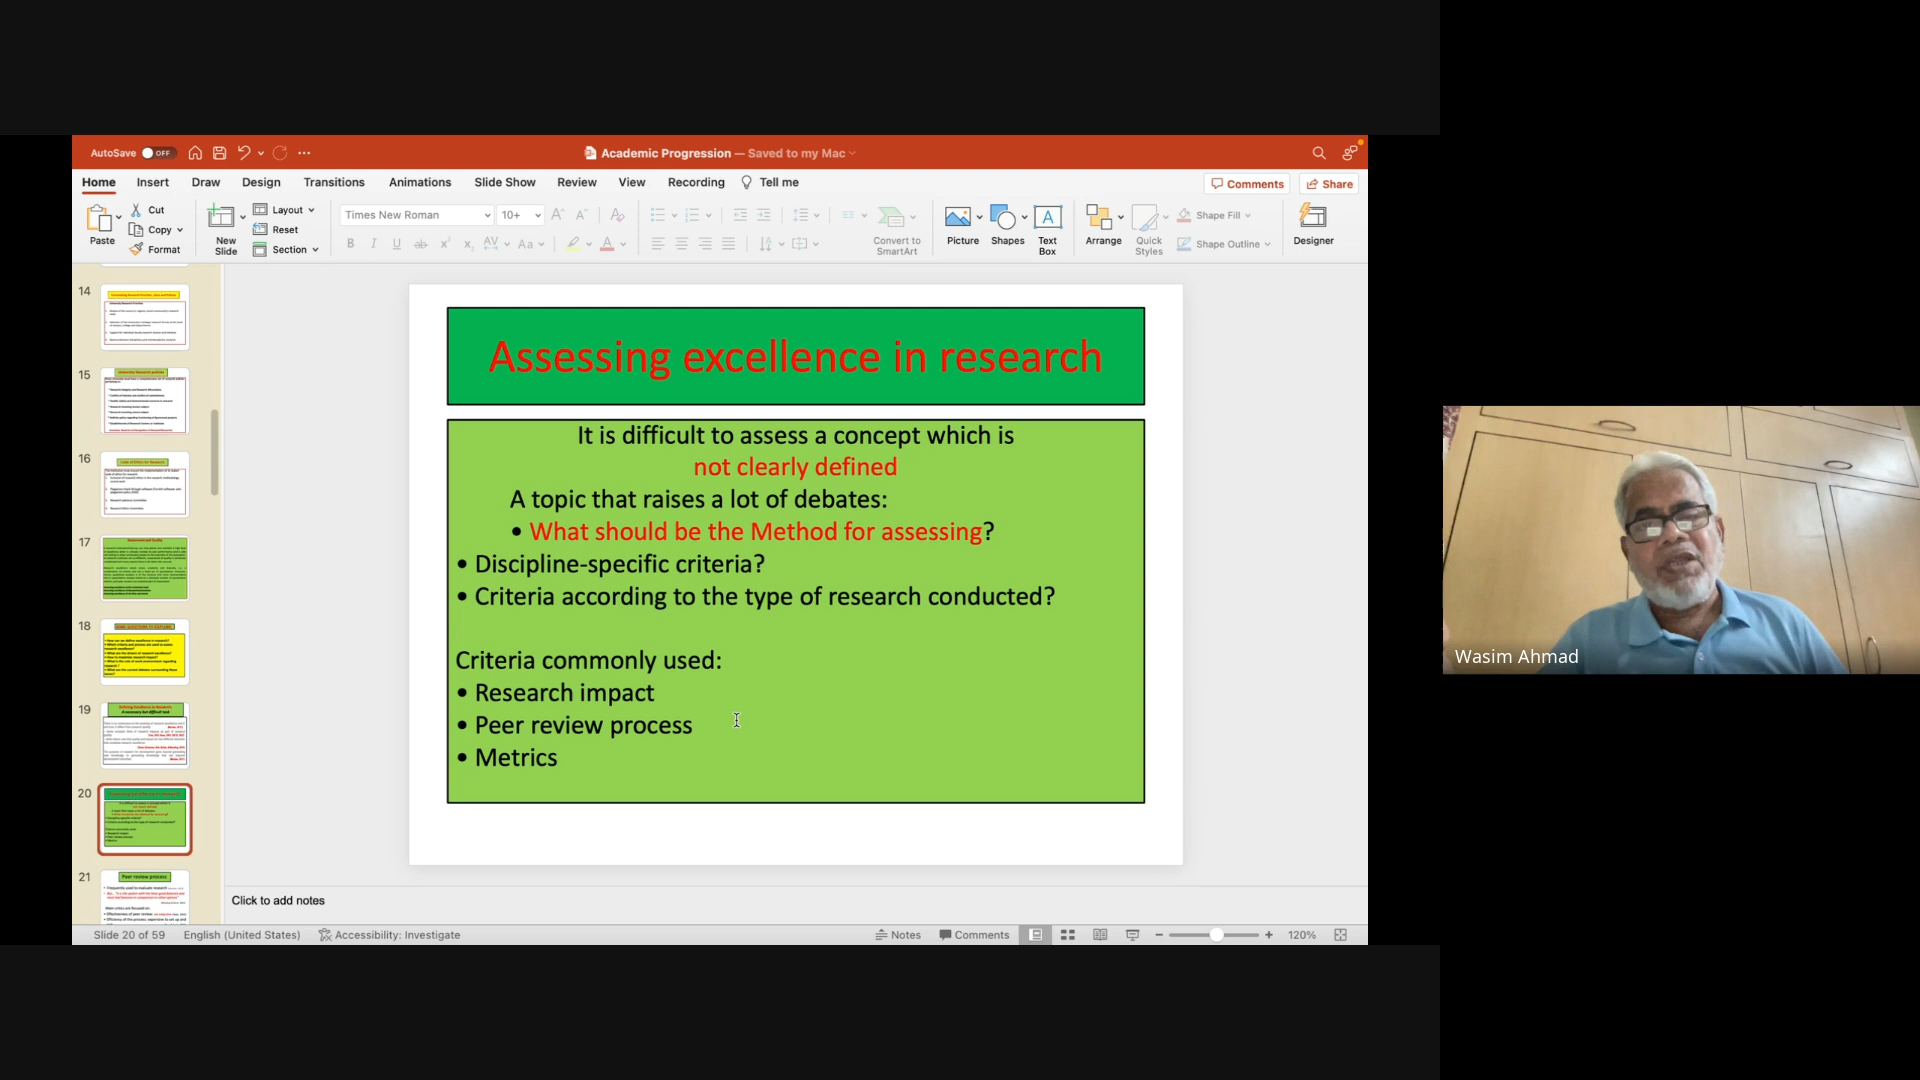 AutoSave OFF
Academic Progression — Saved to my Mac
Home Insert Draw Design Transitions Animations Slide Show Review View Recording Tell me
Comments Share
Paste
Cut
Copy
Format
New Slide
Layout
Reset
Section
Times New Roman 10+
Convert to SmartArt
Picture Shapes Text Box
Arrange Quick Styles
Shape Fill
Shape Outline
Designer
14
15
16
17
18
19
20
21
Peer review process
Assessing excellence in research
It is difficult to assess a concept which is
not clearly defined
A topic that raises a lot of debates:
• What should be the Method for assessing?
• Discipline-specific criteria?
• Criteria according to the type of research conducted?
Criteria commonly used:
• Research impact
• Peer review process
• Metrics
Click to add notes
Slide 20 of 59 English (United States) Accessibility: Investigate
Notes Comments 120%
Wasim Ahmad